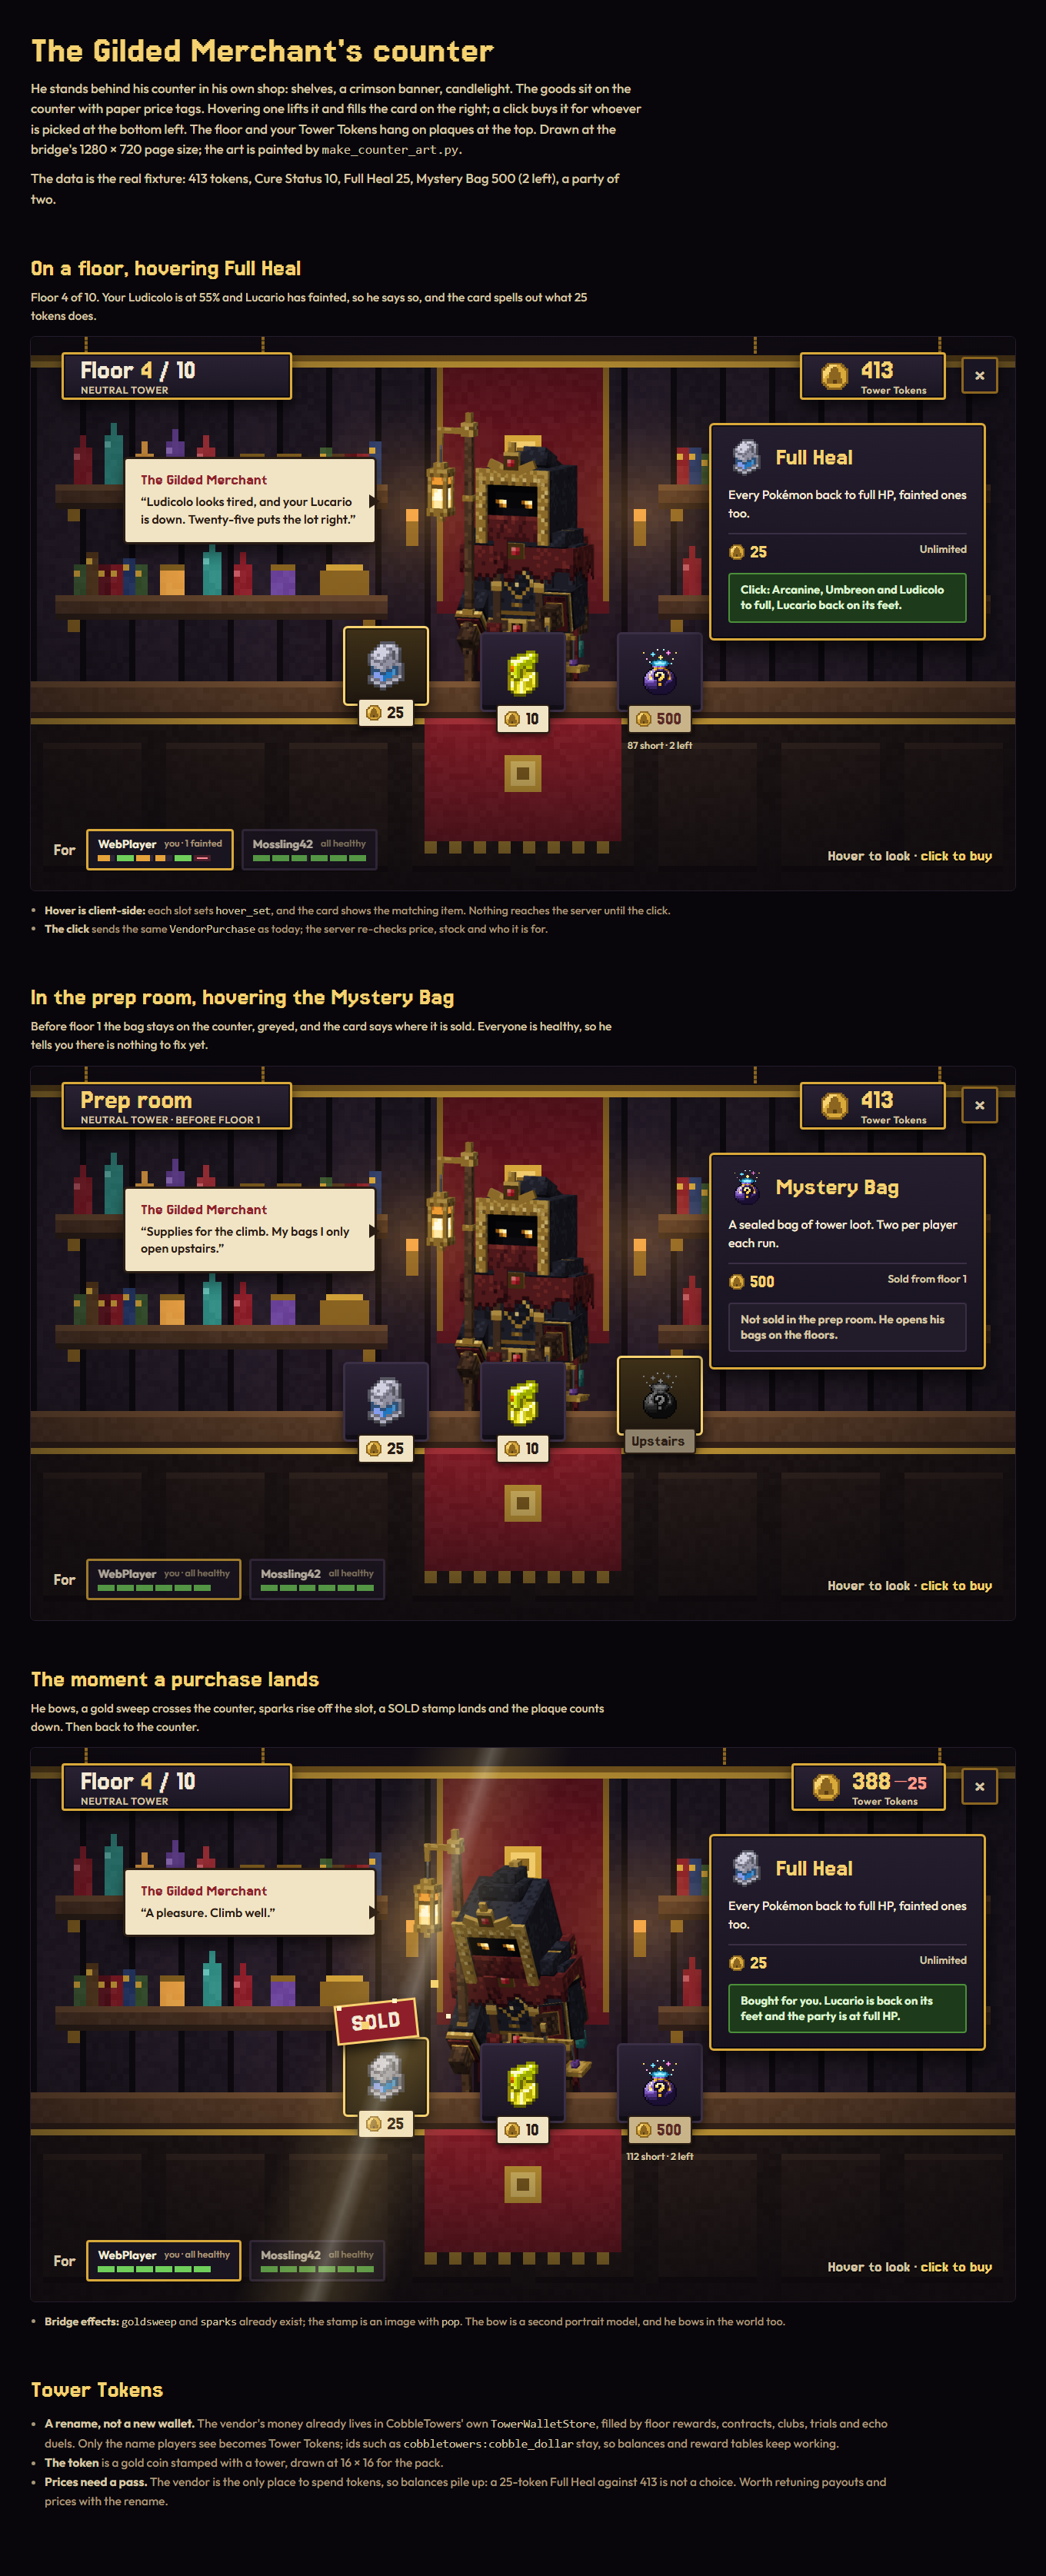 The Gilded Merchant's counter
He stands behind his counter in his own shop: shelves, a crimson banner, candlelight. The goods sit on the
counter with paper price tags. Hovering one lifts it and fills the card on the right; a click buys it for whoever
is picked at the bottom left. The floor and your Tower Tokens hang on plaques at the top. Drawn at the
bridge's 1280 × 720 page size; the art is painted by make_counter_art.py.
The data is the real fixture: 413 tokens, Cure Status 10, Full Heal 25, Mystery Bag 500 (2 left), a party of
two.
On a floor, hovering Full Heal
Floor 4 of 10. Your Ludicolo is at 55% and Lucario has fainted, so he says so, and the card spells out what 25
tokens does.
Floor 4 / 10
NEUTRAL TOWER
413
Tower Tokens
×
The Gilded Merchant
“Ludicolo looks tired, and your Lucario
is down. Twenty-five puts the lot right.”
Full Heal
Every Pokémon back to full HP, fainted ones
too.
25
Unlimited
Click: Arcanine, Umbreon and Ludicolo
to full, Lucario back on its feet.
25
10
500
87 short · 2 left
For
WebPlayer you · 1 fainted
Mossling42 all healthy
Hover to look · click to buy
• Hover is client-side: each slot sets hover_set, and the card shows the matching item. Nothing reaches the server until the click.
• The click sends the same VendorPurchase as today; the server re-checks price, stock and who it is for.
In the prep room, hovering the Mystery Bag
Before floor 1 the bag stays on the counter, greyed, and the card says where it is sold. Everyone is healthy, so he
tells you there is nothing to fix yet.
Prep room
NEUTRAL TOWER · BEFORE FLOOR 1
413
Tower Tokens
×
The Gilded Merchant
“Supplies for the climb. My bags I only
open upstairs.”
Mystery Bag
A sealed bag of tower loot. Two per player
each run.
500
Sold from floor 1
Not sold in the prep room. He opens his
bags on the floors.
25
10
Upstairs
For
WebPlayer you · all healthy
Mossling42 all healthy
Hover to look · click to buy
The moment a purchase lands
He bows, a gold sweep crosses the counter, sparks rise off the slot, a SOLD stamp lands and the plaque counts
down. Then back to the counter.
Floor 4 / 10
NEUTRAL TOWER
388 −25
Tower Tokens
×
The Gilded Merchant
“A pleasure. Climb well.”
Full Heal
Every Pokémon back to full HP, fainted ones
too.
25
Unlimited
Bought for you. Lucario is back on its
feet and the party is at full HP.
SOLD
25
10
500
112 short · 2 left
For
WebPlayer you · all healthy
Mossling42 all healthy
Hover to look · click to buy
• Bridge effects: goldsweep and sparks already exist; the stamp is an image with pop. The bow is a second portrait model, and he bows in the world too.
Tower Tokens
• A rename, not a new wallet. The vendor's money already lives in CobbleTowers' own TowerWalletStore, filled by floor rewards, contracts, clubs, trials and echo
duels. Only the name players see becomes Tower Tokens; ids such as cobbletowers:cobble_dollar stay, so balances and reward tables keep working.
• The token is a gold coin stamped with a tower, drawn at 16 × 16 for the pack.
• Prices need a pass. The vendor is the only place to spend tokens, so balances pile up: a 25-token Full Heal against 413 is not a choice. Worth retuning payouts and
prices with the rename.